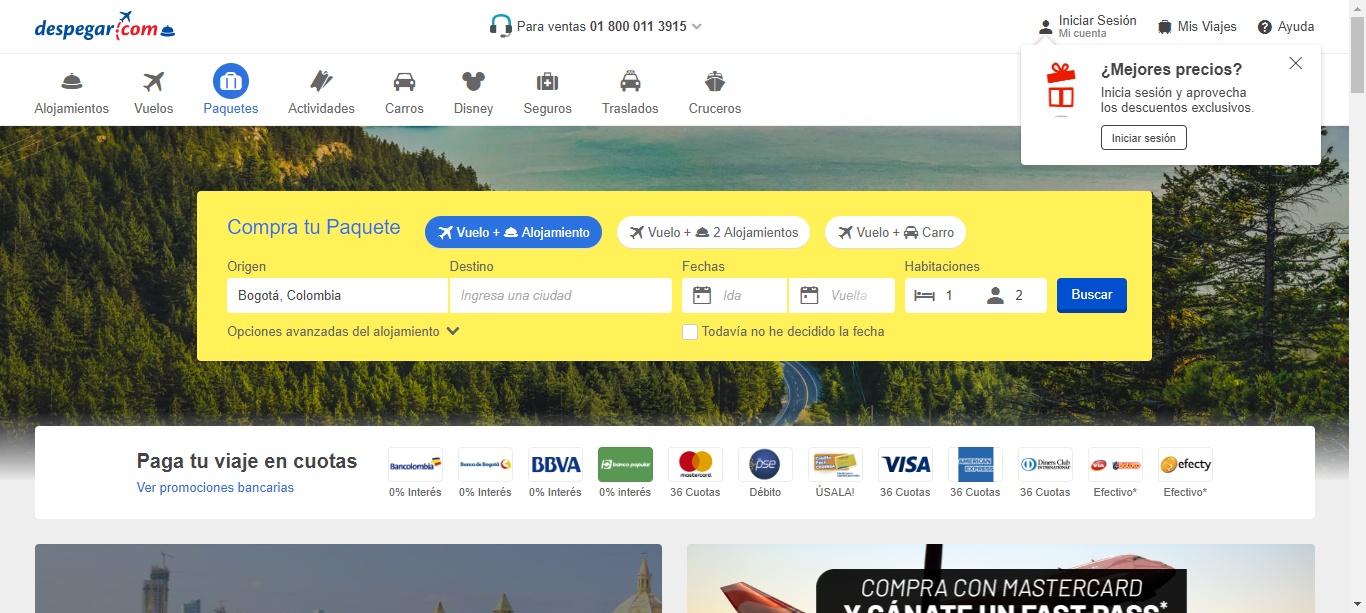 despegar.com
Para ventas 01 800 011 3915
Iniciar Sesión
Mi cuenta
Mis Viajes
Ayuda
Alojamientos
Vuelos
Paquetes
Actividades
Carros
Disney
Seguros
Traslados
Cruceros
¿Mejores precios?
Inicia sesión y aprovecha
los descuentos exclusivos.
Iniciar sesión
Compra tu Paquete
Vuelo + Alojamiento
Vuelo + 2 Alojamientos
Vuelo + Carro
Origen
Destino
Fechas
Habitaciones
Bogotá, Colombia
Ingresa una ciudad
Ida
Vuelta
1
2
Buscar
Opciones avanzadas del alojamiento
Todavía no he decidido la fecha
Paga tu viaje en cuotas
Ver promociones bancarias
Bancolombia
0% Interés
Banco de Bogotá
0% Interés
BBVA
0% Interés
banco popular
0% interés
mastercard
36 Cuotas
pse
Débito
ÚSALA!
VISA
36 Cuotas
AMERICAN EXPRESS
36 Cuotas
Diners Club
INTERNATIONAL
36 Cuotas
via baloto
Efectivo*
efecty
Efectivo*
COMPRA CON MASTERCARD
Y GÁNATE UN FAST PASS*